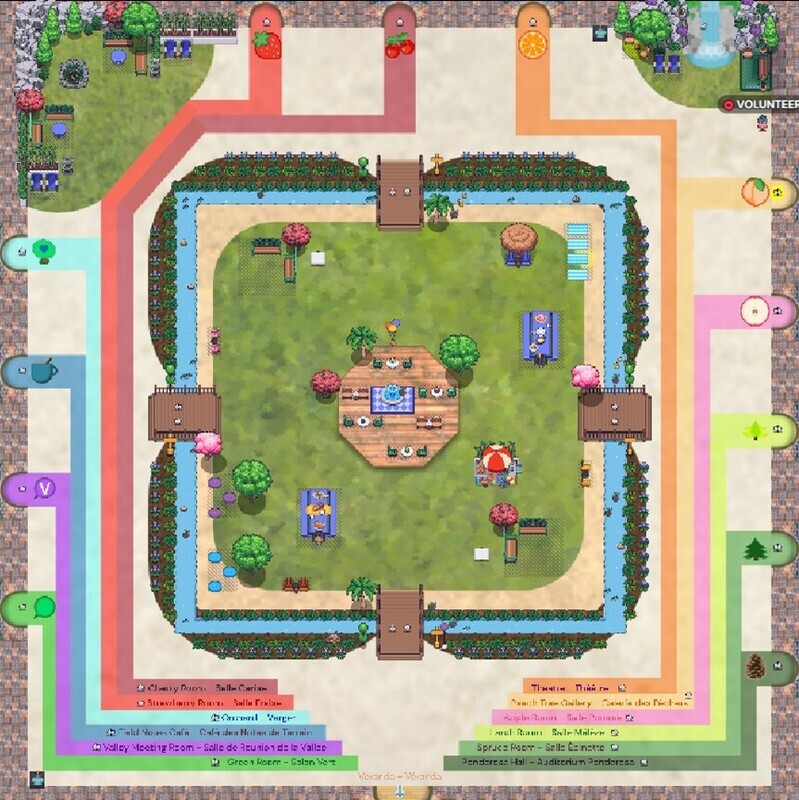 VOLUNTEER
V
Cherry Room - Salle Cerise
Theatre - Théâtre
Strawberry Room - Salle Fraise
Peach Tree Gallery - Galerie des Pêchers
Orchard - Verger
Apple Room - Salle Pomme
Field Notes Café - Café des Notes de Terrain
Larch Room - Salle Mélèze
Valley Meeting Room - Salle de Réunion de la Vallée
Spruce Room - Salle Épinette
Green Room - Salon Vert
Ponderosa Hall - Auditorium Ponderosa
Veranda - Véranda